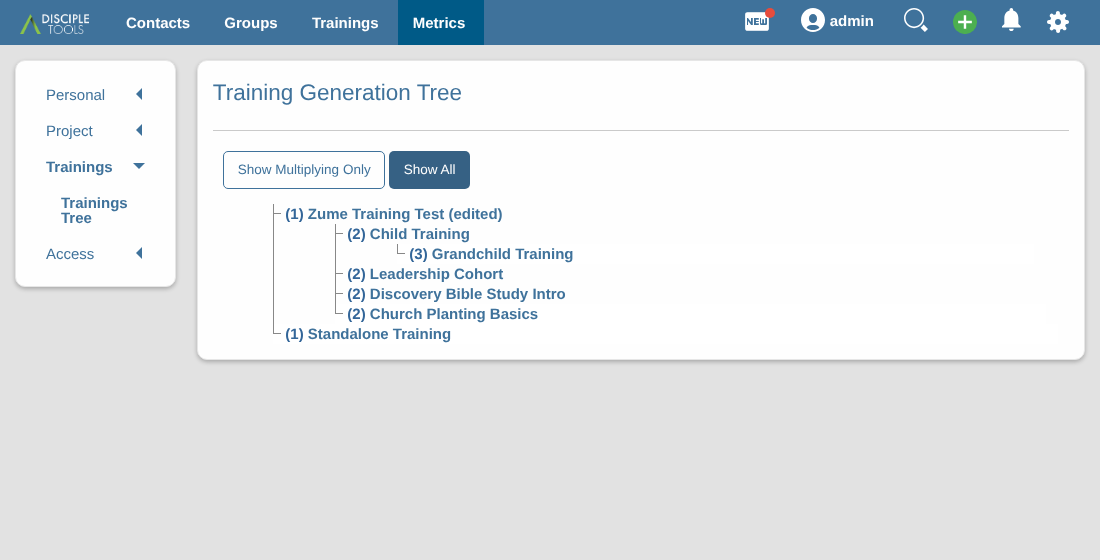 DISCIPLE TOOLS
Contacts
Groups
Trainings
Metrics
NEW
admin
Personal
Project
Trainings
Trainings
Tree
Access
Training Generation Tree
Show Multiplying Only
Show All
(1) Zume Training Test (edited)
(2) Child Training
(3) Grandchild Training
(2) Leadership Cohort
(2) Discovery Bible Study Intro
(2) Church Planting Basics
(1) Standalone Training